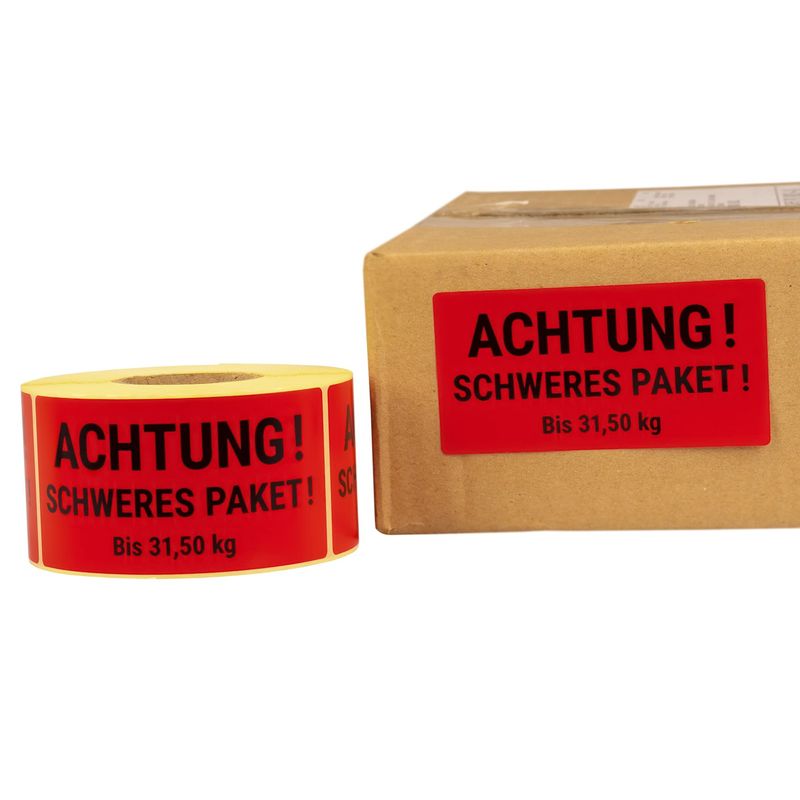 ACHTUNG!
SCHWERES PAKET!
Bis 31,50 kg
ACHTUNG!
SCHWERES PAKET!
Bis 31,50 kg